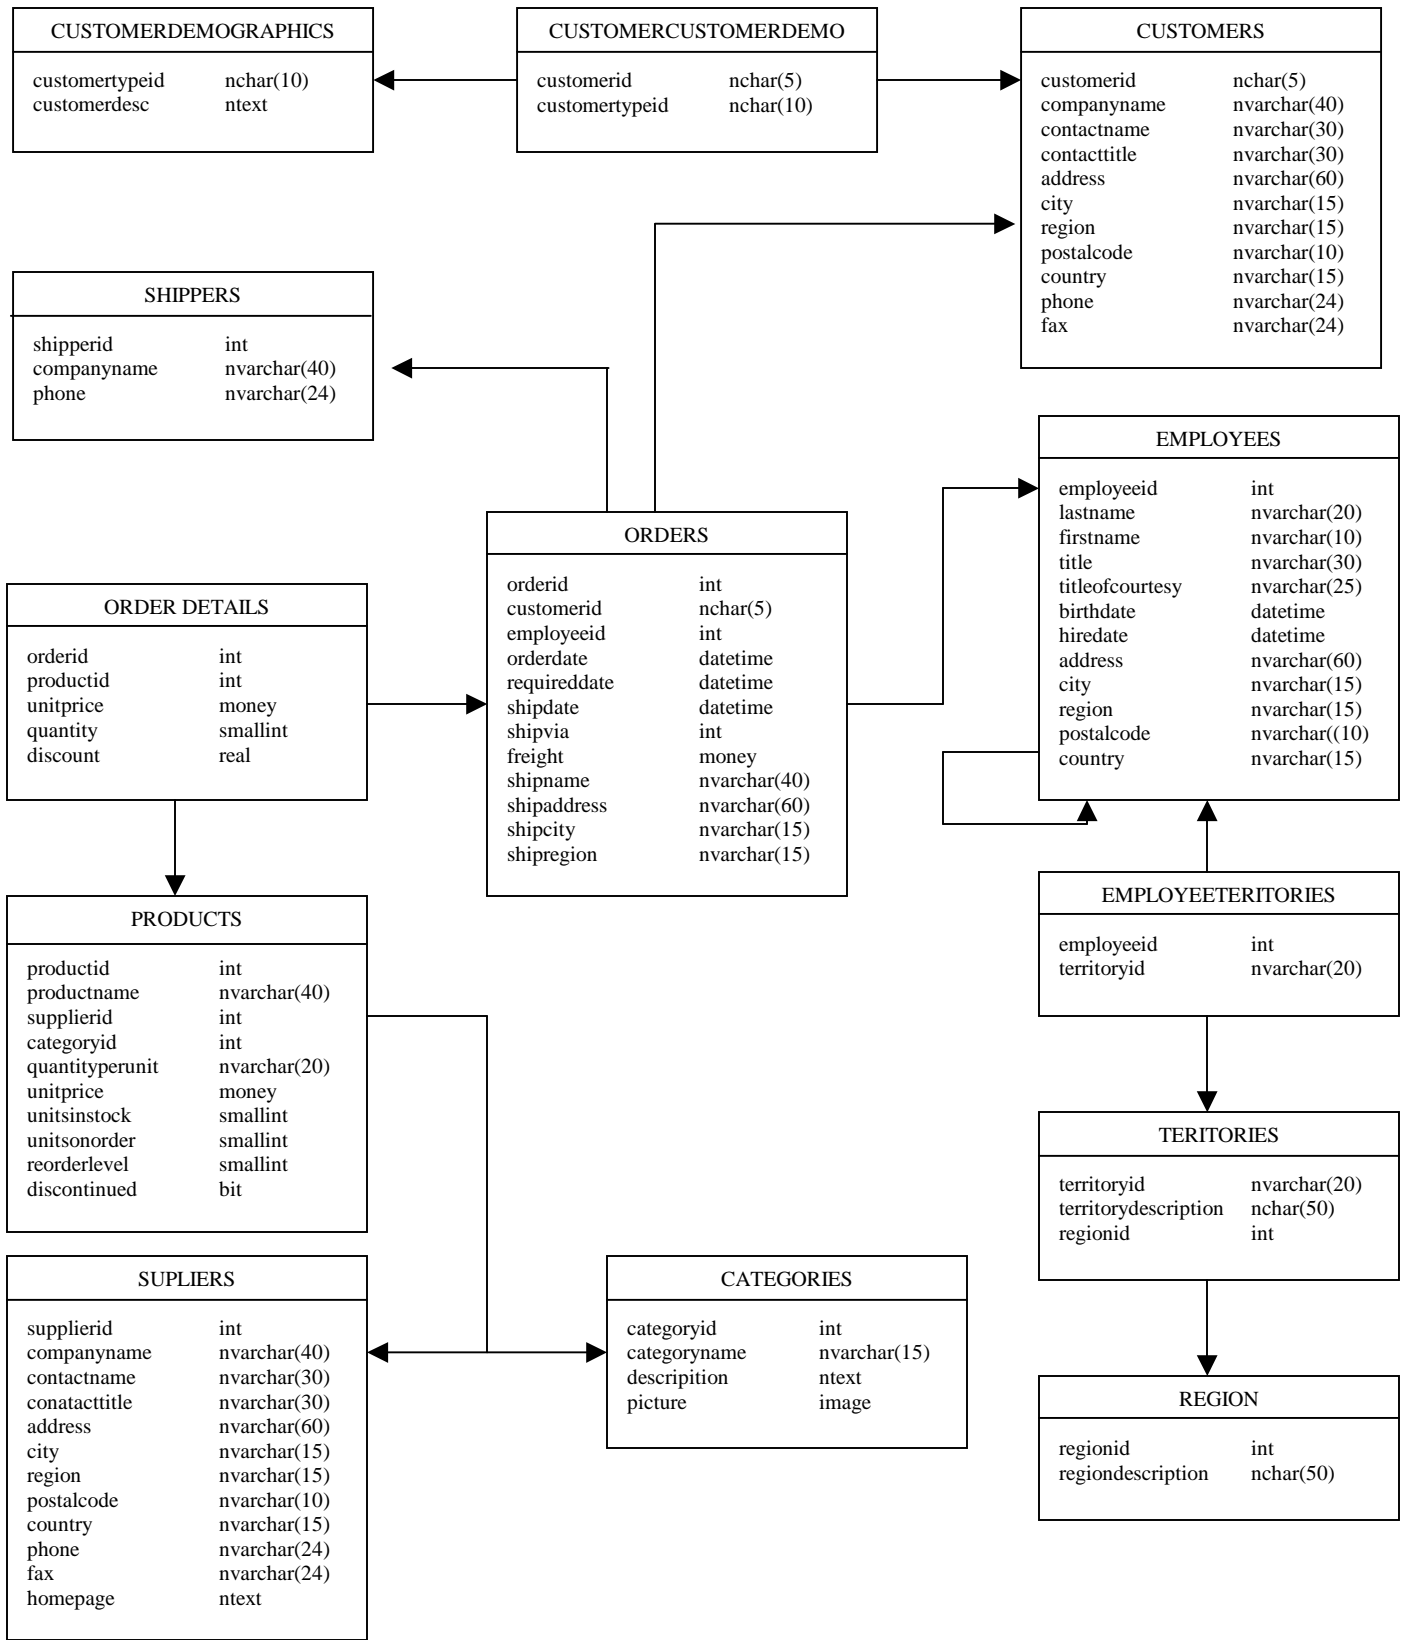 CUSTOMERDEMOGRAPHICS
customertypeid nchar(10)
customerdesc ntext
CUSTOMERCUSTOMERDEMO
customerid nchar(5)
customertypeid nchar(10)
CUSTOMERS
customerid nchar(5)
companyname nvarchar(40)
contactname nvarchar(30)
contacttitle nvarchar(30)
address nvarchar(60)
city nvarchar(15)
region nvarchar(15)
postalcode nvarchar(10)
country nvarchar(15)
phone nvarchar(24)
fax nvarchar(24)
SHIPPERS
shipperid int
companyname nvarchar(40)
phone nvarchar(24)
EMPLOYEES
employeeid int
lastname nvarchar(20)
firstname nvarchar(10)
title nvarchar(30)
titleofcourtesy nvarchar(25)
birthdate datetime
hiredate datetime
address nvarchar(60)
city nvarchar(15)
region nvarchar(15)
postalcode nvarchar((10)
country nvarchar(15)
ORDERS
orderid int
customerid nchar(5)
employeeid int
orderdate datetime
requireddate datetime
shipdate datetime
shipvia int
freight money
shipname nvarchar(40)
shipaddress nvarchar(60)
shipcity nvarchar(15)
shipregion nvarchar(15)
ORDER DETAILS
orderid int
productid int
unitprice money
quantity smallint
discount real
PRODUCTS
productid int
productname nvarchar(40)
supplierid int
categoryid int
quantityperunit nvarchar(20)
unitprice money
unitsinstock smallint
unitsonorder smallint
reorderlevel smallint
discontinued bit
EMPLOYEETERITORIES
employeeid int
territoryid nvarchar(20)
TERITORIES
territoryid nvarchar(20)
territorydescription nchar(50)
regionid int
SUPLIERS
supplierid int
companyname nvarchar(40)
contactname nvarchar(30)
conatacttitle nvarchar(30)
address nvarchar(60)
city nvarchar(15)
region nvarchar(15)
postalcode nvarchar(10)
country nvarchar(15)
phone nvarchar(24)
fax nvarchar(24)
homepage ntext
CATEGORIES
categoryid int
categoryname nvarchar(15)
descripition ntext
picture image
REGION
regionid int
regiondescription nchar(50)